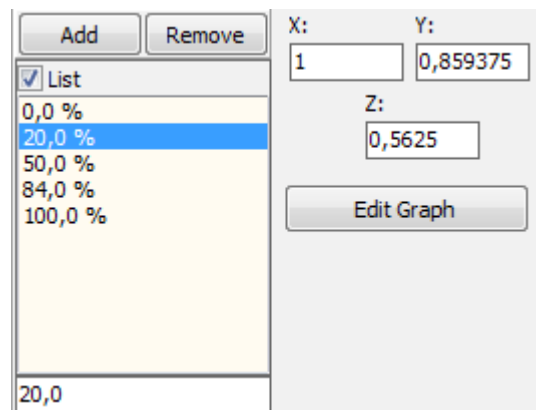 Add
Remove
List
0,0 %
20,0 %
50,0 %
84,0 %
100,0 %
20,0
X:
Y:
1
0,859375
Z:
0,5625
Edit Graph